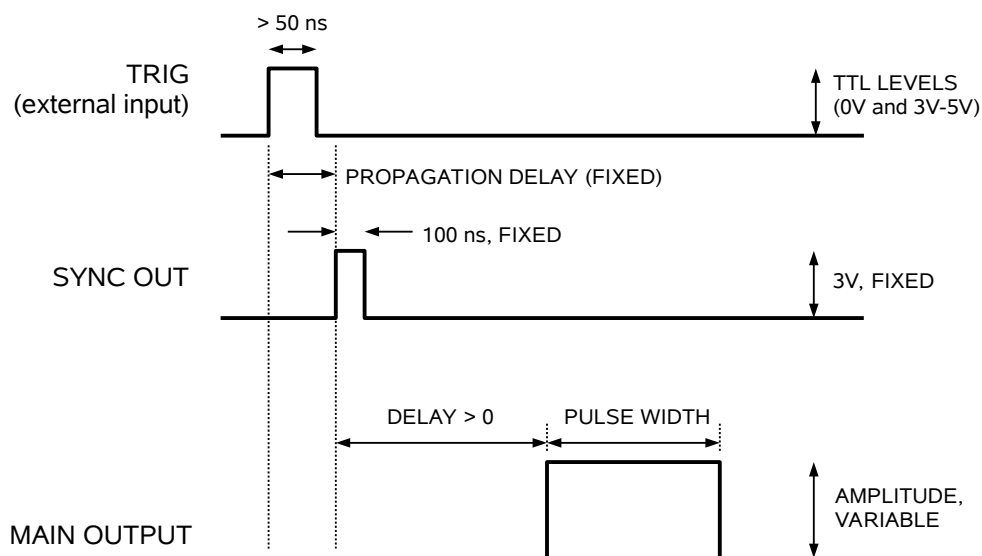 > 50 ns
TRIG
(external input)
TTL LEVELS
(0V and 3V-5V)
PROPAGATION DELAY (FIXED)
100 ns, FIXED
SYNC OUT
3V, FIXED
DELAY > 0
PULSE WIDTH
AMPLITUDE,
VARIABLE
MAIN OUTPUT